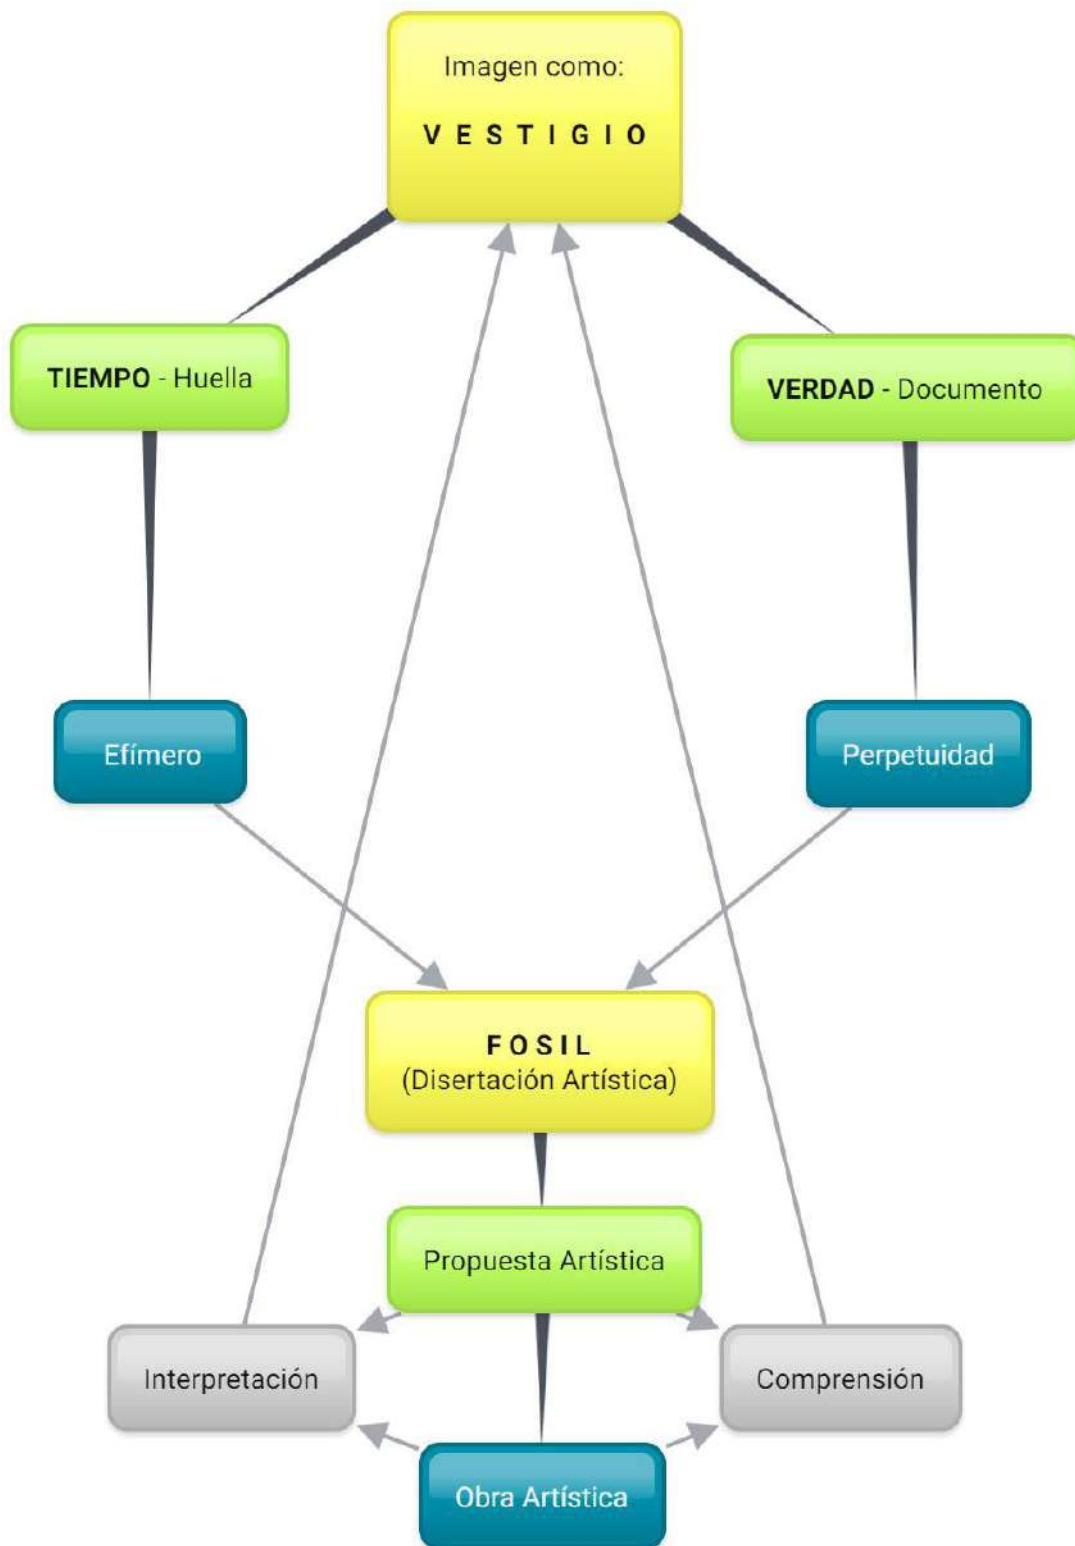 Imagen como:
V E S T I G I O
TIEMPO - Huella
VERDAD - Documento
Efímero
Perpetuidad
F O S I L
(Disertación Artística)
Propuesta Artística
Interpretación
Comprensión
Obra Artística